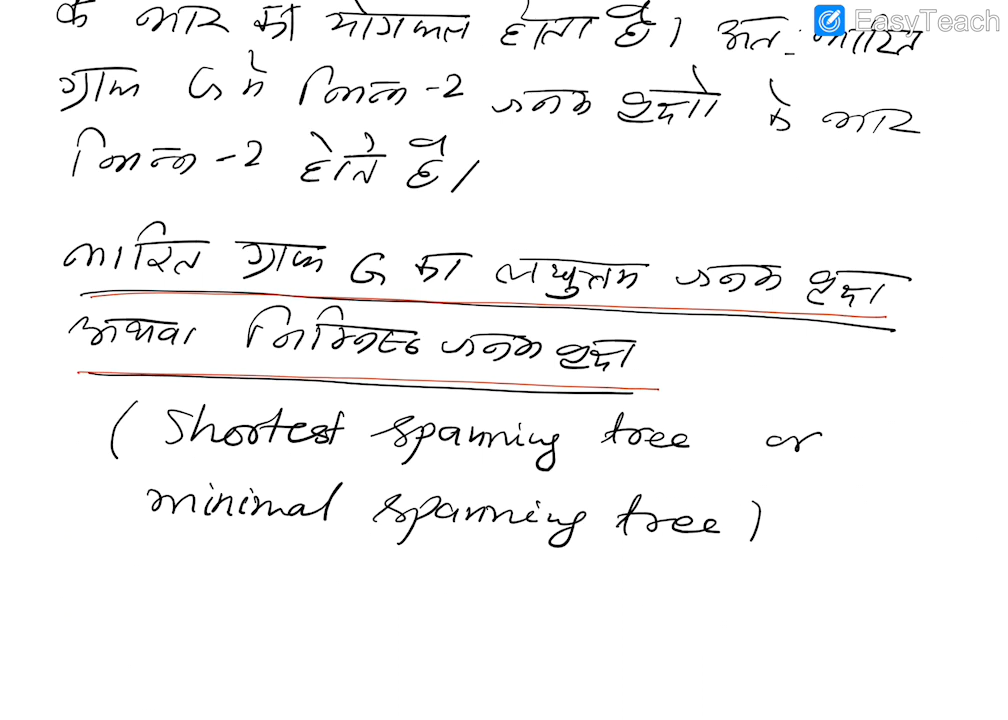 के भार का योगफल होता है। अतः भारित
ग्राफ G में भिन्न-2 जनक वृक्षों के भार
भिन्न-2 होते हैं।
भारित ग्राफ G का लघुतम जनक वृक्ष
अथवा निम्निष्ठ जनक वृक्ष
( Shortest spanning tree or
minimal spanning tree )
EasyTeach